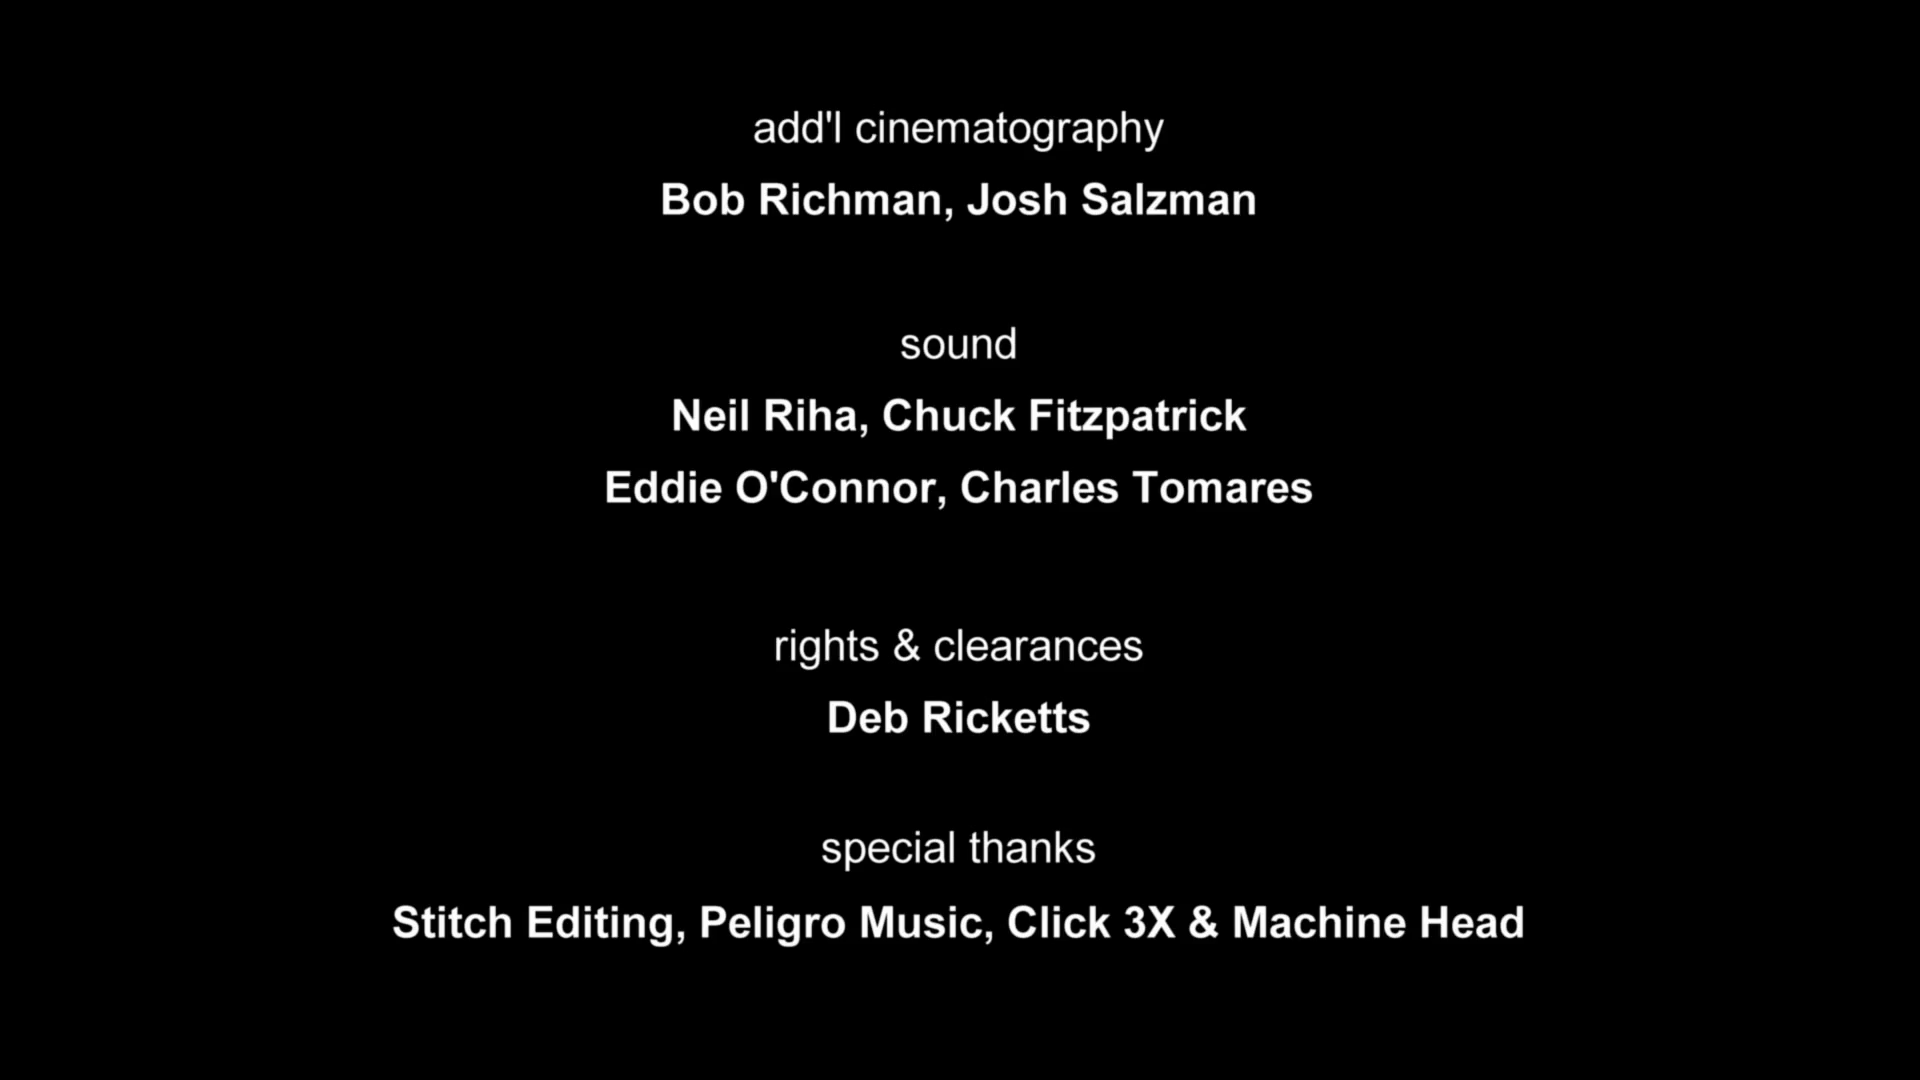 add'l cinematography
Bob Richman, Josh Salzman
sound
Neil Riha, Chuck Fitzpatrick
Eddie O'Connor, Charles Tomares
rights & clearances
Deb Ricketts
special thanks
Stitch Editing, Peligro Music, Click 3X & Machine Head